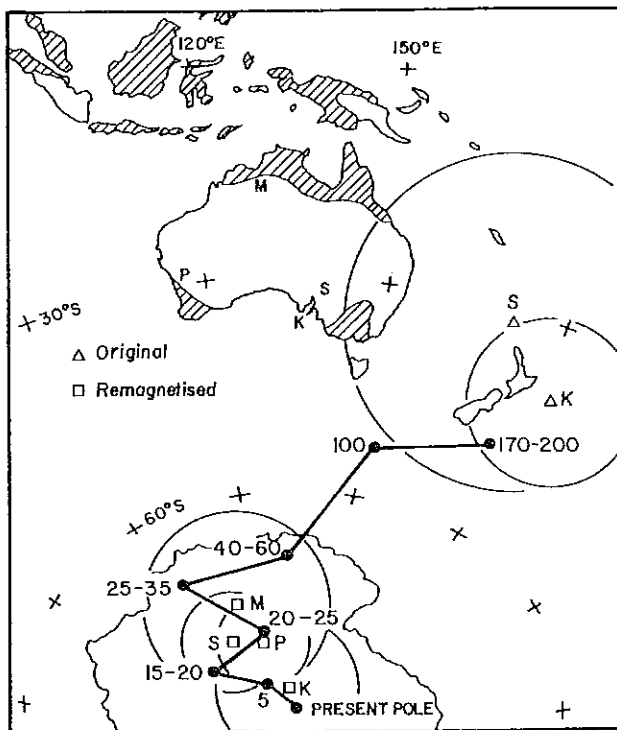 120°E
150°E
M
P
S
K
30°S
S
△ Original
K
□ Remagnetised
100
170-200
60°S
40-60
25-35
M
20-25
S
P
15-20
K
5
PRESENT POLE